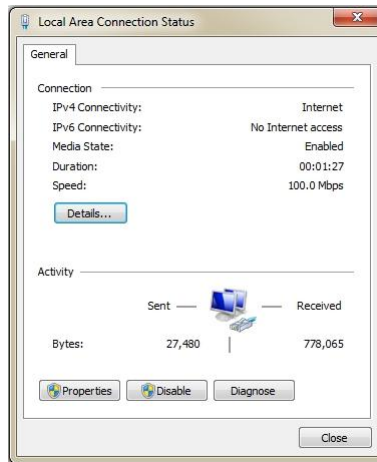 Local Area Connection Status
General
Connection
IPv4 Connectivity: Internet
IPv6 Connectivity: No Internet access
Media State: Enabled
Duration: 00:01:27
Speed: 100.0 Mbps
Details...
Activity
Sent Received
Bytes: 27,480 778,065
Properties Disable Diagnose
Close